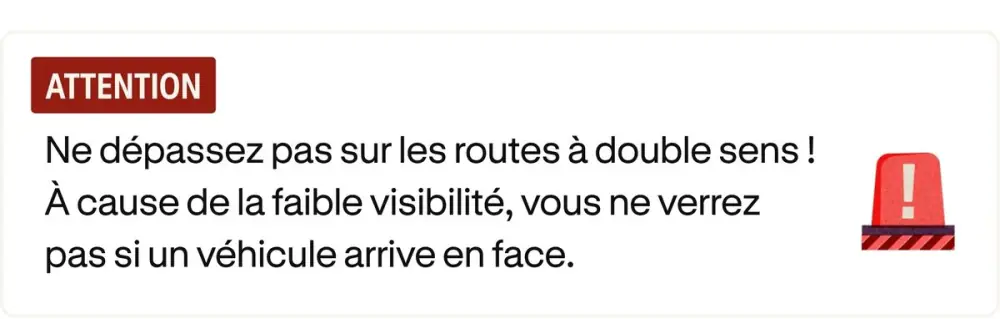 ATTENTION
Ne dépassez pas sur les routes à double sens !
À cause de la faible visibilité, vous ne verrez
pas si un véhicule arrive en face.
!